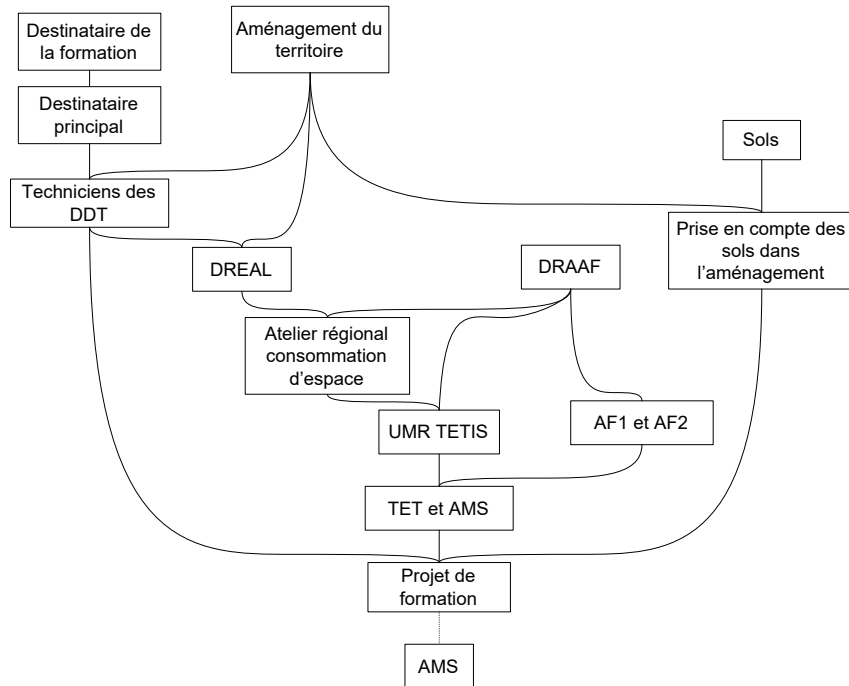 Destinataire de
la formation
Aménagement du
territoire
Destinataire
principal
Sols
Techniciens des
DDT
Prise en compte des
sols dans
l’aménagement
DREAL
DRAAF
Atelier régional
consommation
d’espace
AF1 et AF2
UMR TETIS
TET et AMS
Projet de
formation
AMS